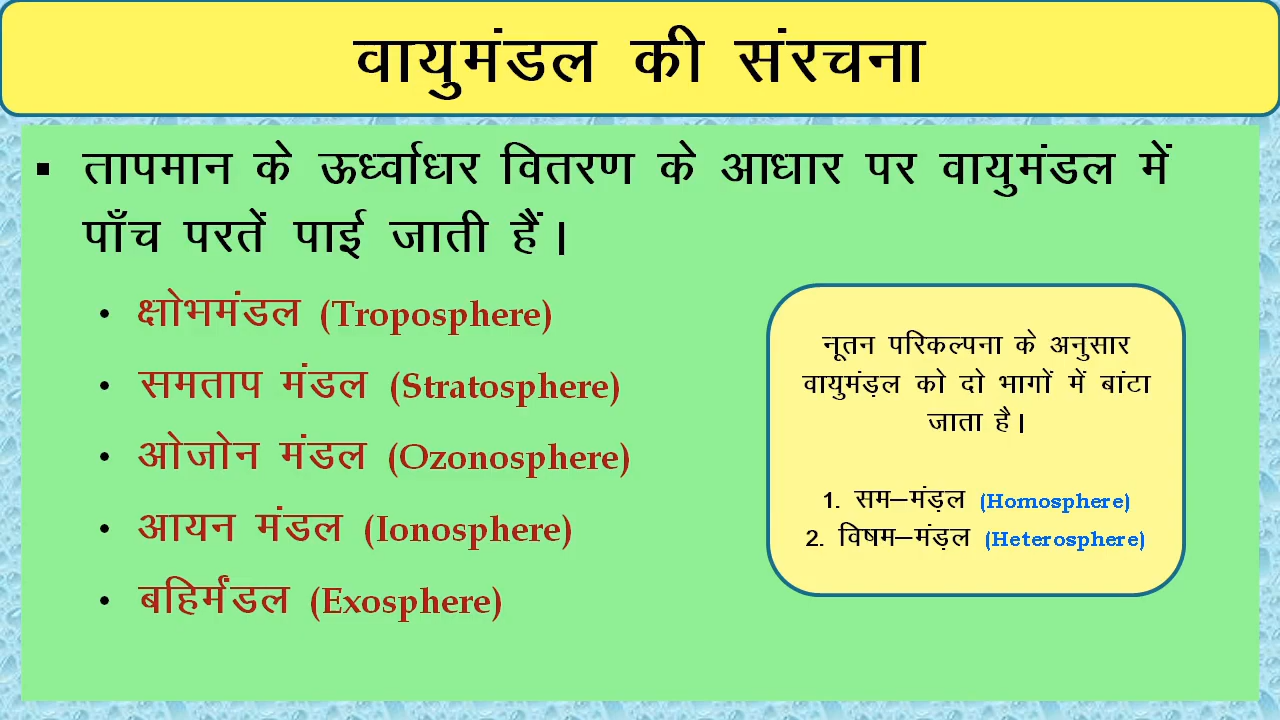 वायुमंडल की संरचना
▪ तापमान के ऊर्ध्वाधर वितरण के आधार पर वायुमंडल में
पाँच परतें पाई जाती हैं।
• क्षोभमंडल (Troposphere)
• समताप मंडल (Stratosphere)
• ओजोन मंडल (Ozonosphere)
• आयन मंडल (Ionosphere)
• बहिर्मंडल (Exosphere)
नूतन परिकल्पना के अनुसार
वायुमंड़ल को दो भागों में बांटा
जाता है।
1. सम–मंड़ल (Homosphere)
2. विषम–मंड़ल (Heterosphere)